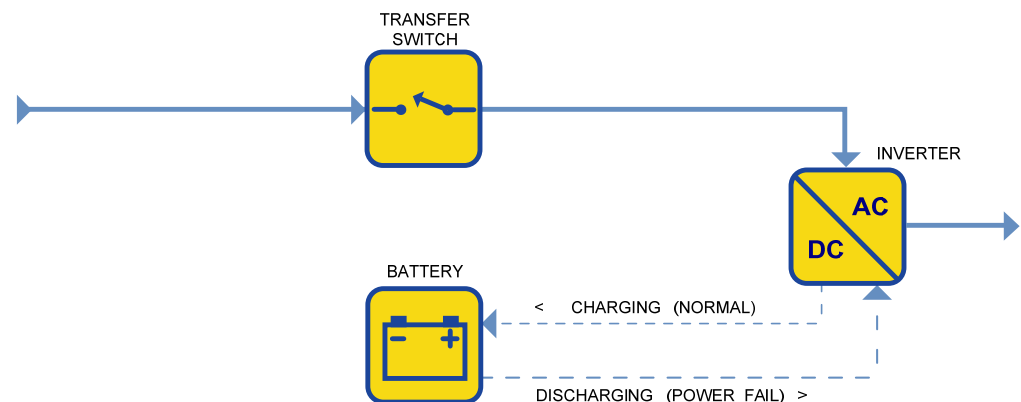 TRANSFER
SWITCH
INVERTER
AC
DC
BATTERY
< CHARGING (NORMAL)
DISCHARGING (POWER FAIL) >